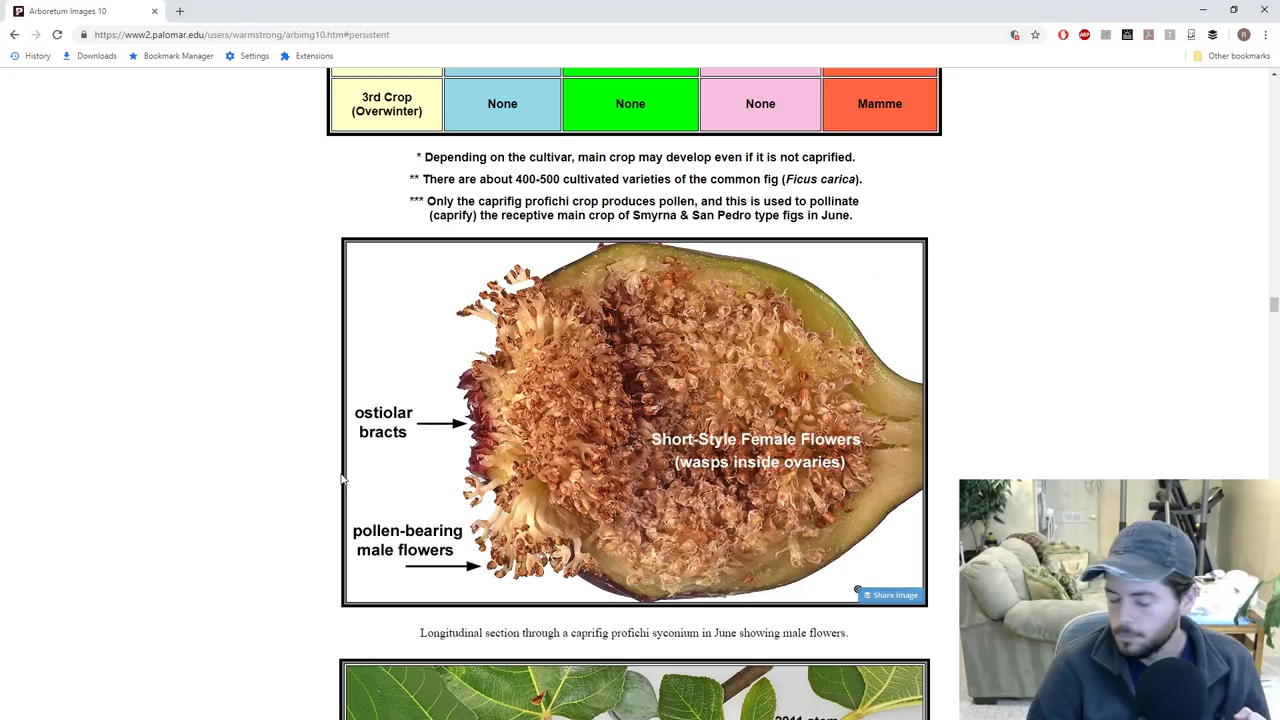 Arboretum Images 10
https://www2.palomar.edu/users/warmstrong/arbimg10.htm#persistent
History
Downloads
Bookmark Manager
Settings
Extensions
Other bookmarks
3rd Crop
(Overwinter)
None
None
None
Mamme
* Depending on the cultivar, main crop may develop even if it is not caprified.
** There are about 400-500 cultivated varieties of the common fig (Ficus carica).
*** Only the caprifig profichi crop produces pollen, and this is used to pollinate
(caprify) the receptive main crop of Smyrna & San Pedro type figs in June.
ostiolar
bracts
Short-Style Female Flowers
(wasps inside ovaries)
pollen-bearing
male flowers
Share Image
Longitudinal section through a caprifig profichi syconium in June showing male flowers.